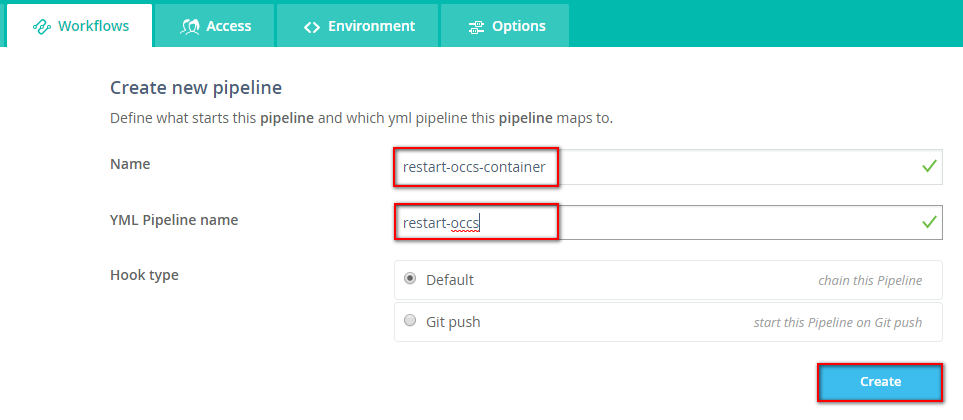 Workflows Access Environment Options
Create new pipeline
Define what starts this pipeline and which yml pipeline this pipeline maps to.
Name restart-occs-container
YML Pipeline name restart-occs
Hook type Default chain this Pipeline
Git push start this Pipeline on Git push
Create